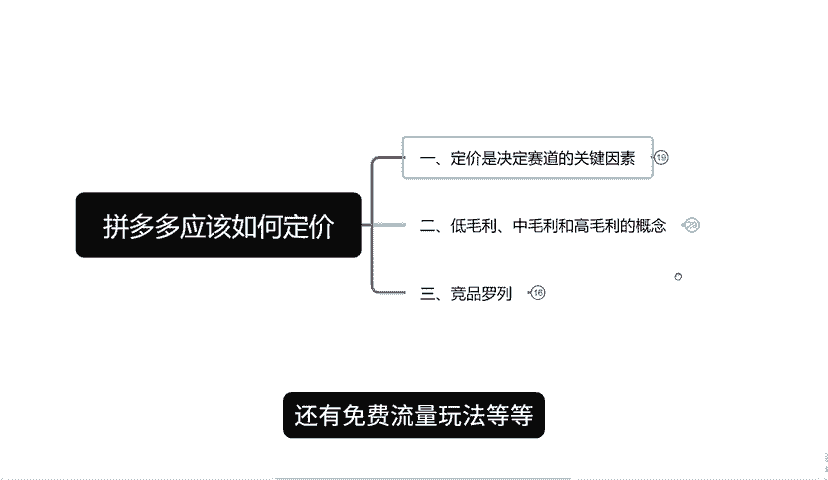 拼多多应该如何定价
一、定价是决定赛道的关键因素 19
二、低毛利、中毛利和高毛利的概念
三、竞品罗列 16
还有免费流量玩法等等